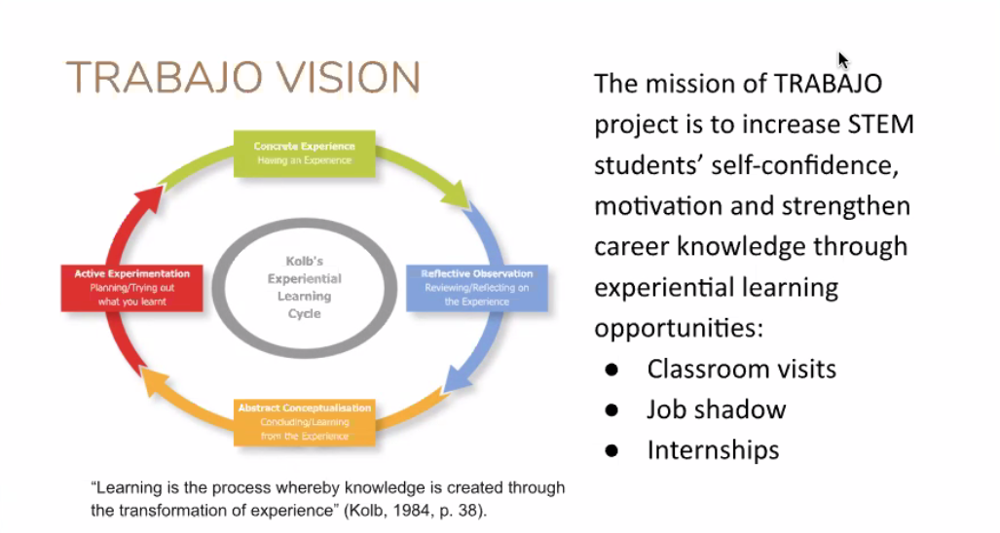 TRABAJO VISION
Concrete Experience
Having an Experience
Reflective Observation
Reviewing/Reflecting on
the Experience
Abstract Conceptualisation
Concluding/Learning
from the Experience
Active Experimentation
Planning/Trying out
what you learnt
Kolb's
Experiential
Learning
Cycle
“Learning is the process whereby knowledge is created through
the transformation of experience” (Kolb, 1984, p. 38).
The mission of TRABAJO
project is to increase STEM
students’ self-confidence,
motivation and strengthen
career knowledge through
experiential learning
opportunities:
● Classroom visits
● Job shadow
● Internships